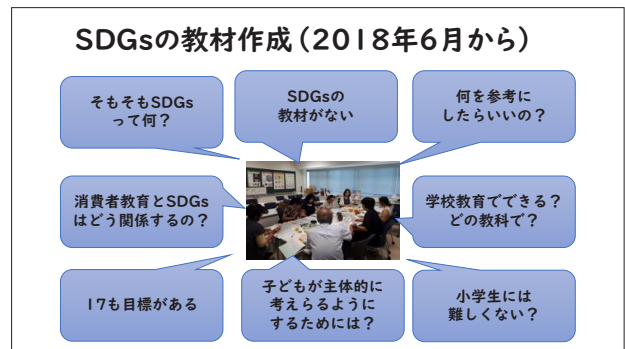 SDGsの教材作成（2018年6月から）
そもそもSDGs
って何？
SDGsの
教材がない
何を参考に
したらいいの？
消費者教育とSDGs
はどう関係するの？
学校教育でできる？
どの教科で？
17も目標がある
子どもが主体的に
考えらるように
するためには？
小学生には
難しくない？